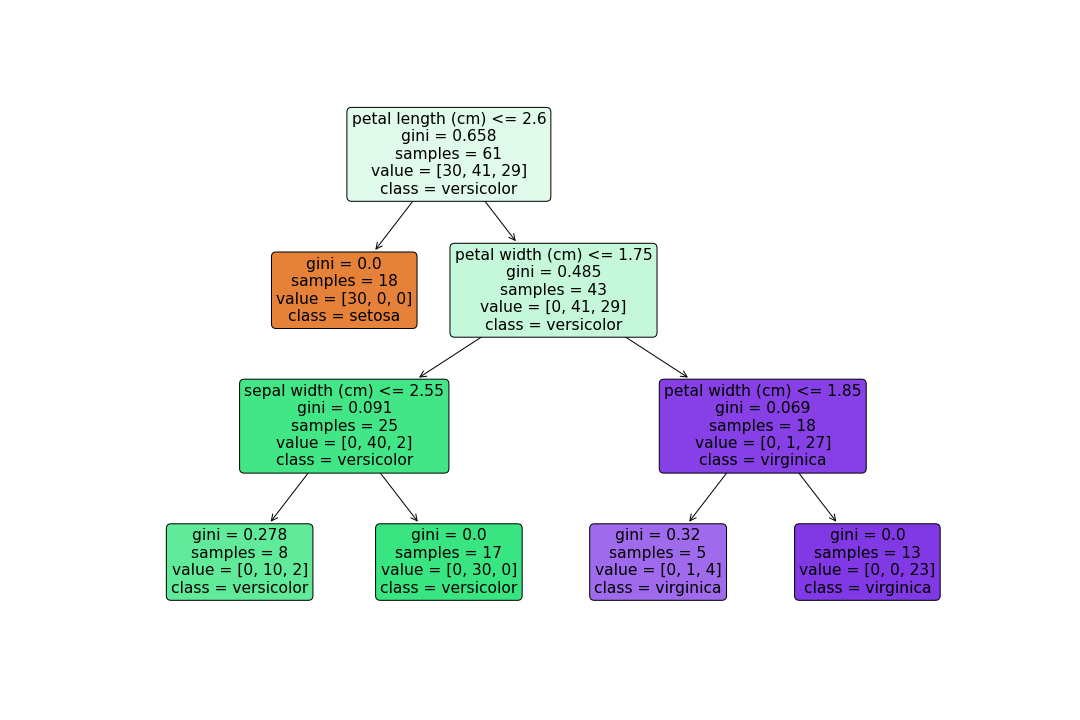 petal length (cm) <= 2.6
gini = 0.658
samples = 61
value = [30, 41, 29]
class = versicolor
gini = 0.0
samples = 18
value = [30, 0, 0]
class = setosa
petal width (cm) <= 1.75
gini = 0.485
samples = 43
value = [0, 41, 29]
class = versicolor
sepal width (cm) <= 2.55
gini = 0.091
samples = 25
value = [0, 40, 2]
class = versicolor
petal width (cm) <= 1.85
gini = 0.069
samples = 18
value = [0, 1, 27]
class = virginica
gini = 0.278
samples = 8
value = [0, 10, 2]
class = versicolor
gini = 0.0
samples = 17
value = [0, 30, 0]
class = versicolor
gini = 0.32
samples = 5
value = [0, 1, 4]
class = virginica
gini = 0.0
samples = 13
value = [0, 0, 23]
class = virginica